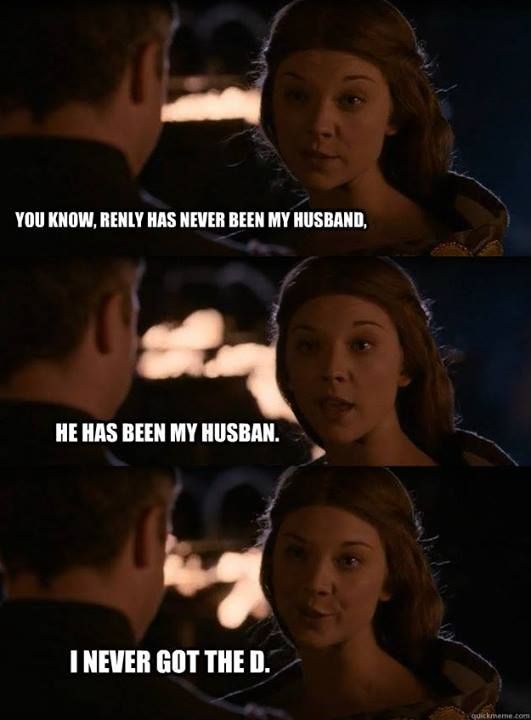 YOU KNOW, RENLY HAS NEVER BEEN MY HUSBAND,
HE HAS BEEN MY HUSBAN.
I NEVER GOT THE D.
quickmeme.com